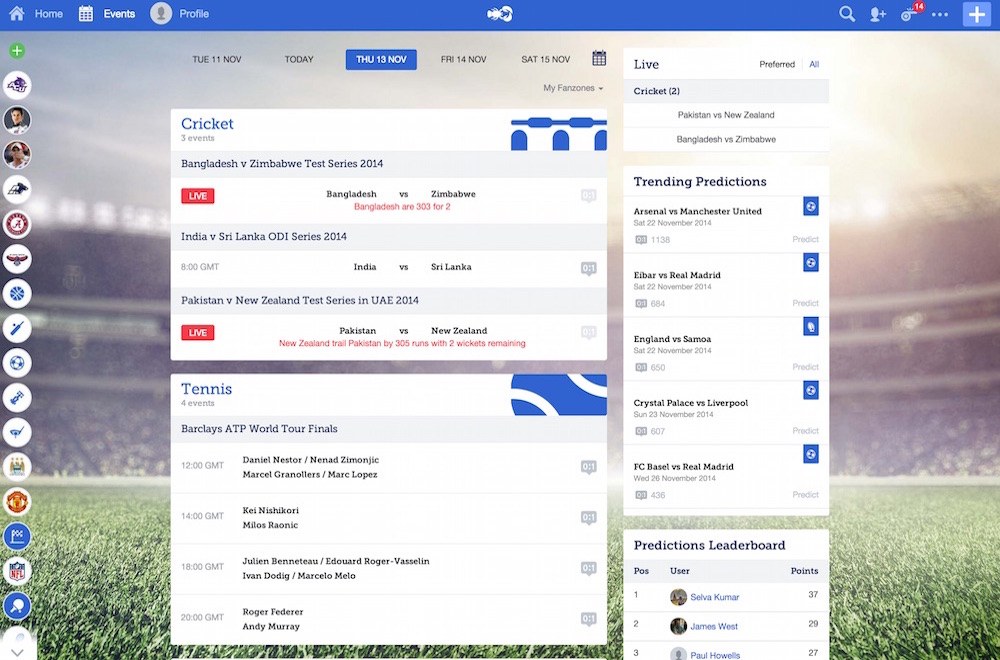 Home
Events
Profile
14
TUE 11 NOV
TODAY
THU 13 NOV
FRI 14 NOV
SAT 15 NOV
My Fanzones
Cricket
3 events
Bangladesh v Zimbabwe Test Series 2014
LIVE
Bangladesh vs Zimbabwe
0:1
Bangladesh are 303 for 2
India v Sri Lanka ODI Series 2014
8:00 GMT
India vs Sri Lanka
0:1
Pakistan v New Zealand Test Series in UAE 2014
LIVE
Pakistan vs New Zealand
0:1
New Zealand trail Pakistan by 305 runs with 2 wickets remaining
Tennis
4 events
Barclays ATP World Tour Finals
12:00 GMT
Daniel Nestor / Nenad Zimonjic
Marcel Granollers / Marc Lopez
0:1
14:00 GMT
Kei Nishikori
Milos Raonic
0:1
18:00 GMT
Julien Benneteau / Edouard Roger-Vasselin
Ivan Dodig / Marcelo Melo
0:1
20:00 GMT
Roger Federer
Andy Murray
0:1
Live
Preferred
All
Cricket (2)
Pakistan vs New Zealand
Bangladesh vs Zimbabwe
Trending Predictions
Arsenal vs Manchester United
Sat 22 November 2014
0:1 1138
Predict
Eibar vs Real Madrid
Sat 22 November 2014
0:1 684
Predict
England vs Samoa
Sat 22 November 2014
0:1 650
Predict
Crystal Palace vs Liverpool
Sun 23 November 2014
0:1 607
Predict
FC Basel vs Real Madrid
Wed 26 November 2014
0:1 436
Predict
Predictions Leaderboard
Pos User Points
1 Selva Kumar 37
2 James West 29
3 Paul Howells 27
NFL